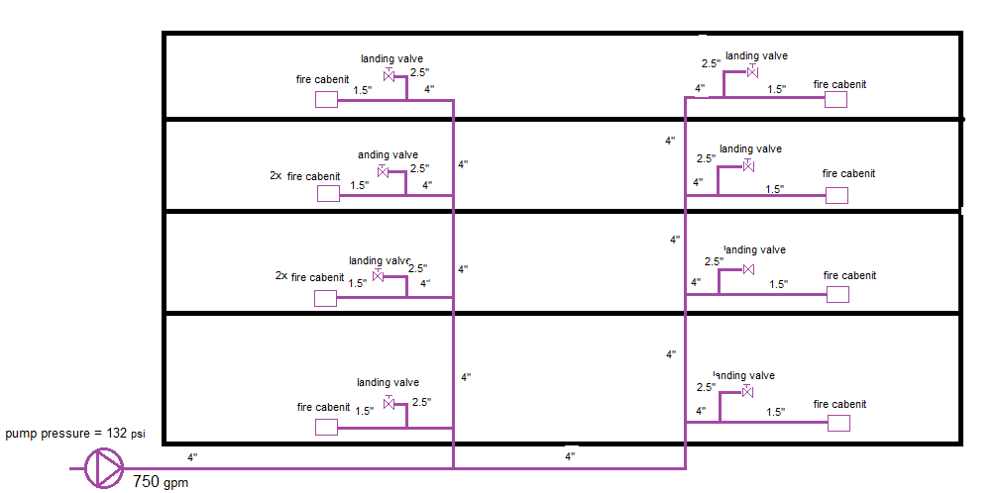 landing valve
2.5"
fire cabenit
1.5"
4"
landing valve
2.5"
fire cabenit
4"
1.5"
4"
anding valve
2.5"
2x fire cabenit
1.5"
4"
4"
landing valve
2.5"
fire cabenit
4"
1.5"
4"
landing valve
2.5"
2x fire cabenit
1.5"
4"
4"
landing valve
2.5"
fire cabenit
4"
1.5"
4"
landing valve
2.5"
fire cabenit
1.5"
4"
landing valve
2.5"
fire cabenit
4"
1.5"
pump pressure = 132 psi
4"
4"
750 gpm